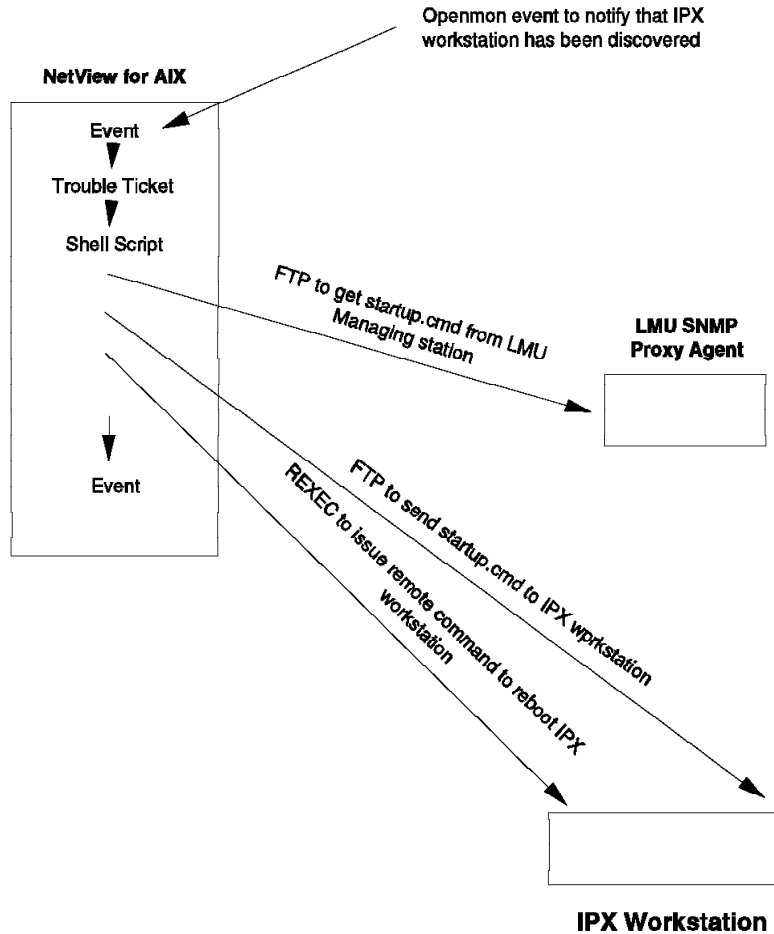 Openmon event to notify that IPX
workstation has been discovered
NetView for AIX
Event
Trouble Ticket
Shell Script
FTP to get startup.cmd from LMU
Managing station
LMU SNMP
Proxy Agent
Event
FTP to send startup.cmd to IPX wprkstation
REXEC to issue remote command to reboot IPX
workstation
IPX Workstation